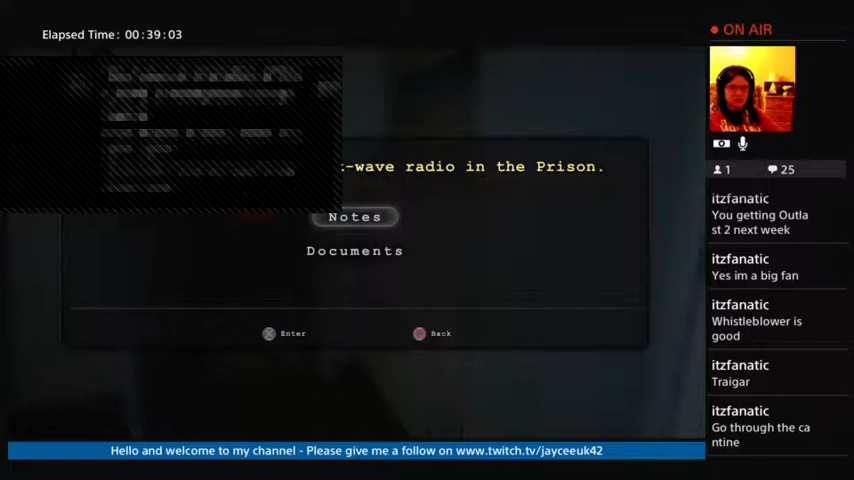 Elapsed Time: 00:39:03
ON AIR
-wave radio in the Prison.
Notes
Documents
Enter
Back
1
25
itzfanatic
You getting Outla
st 2 next week
itzfanatic
Yes im a big fan
itzfanatic
Whistleblower is
good
itzfanatic
Traigar
itzfanatic
Go through the ca
ntine
Hello and welcome to my channel - Please give me a follow on www.twitch.tv/jayceeuk42